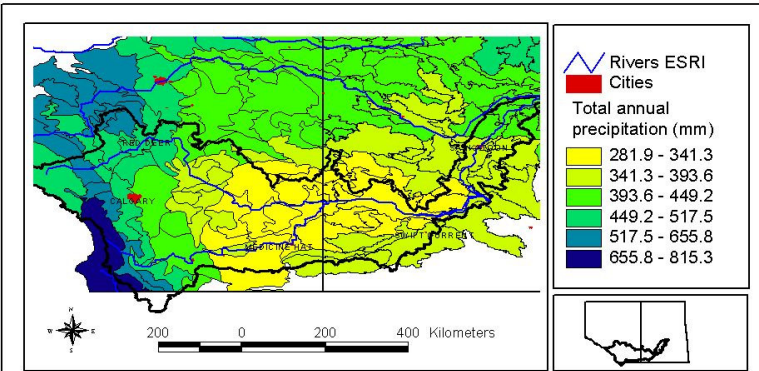 RED DEER
SASKATOON
CALGARY
MEDICINE HAT
SWIFT CURRENT
N
W E
S
200 0 200 400 Kilometers
Rivers ESRI
Cities
Total annual
precipitation (mm)
281.9 - 341.3
341.3 - 393.6
393.6 - 449.2
449.2 - 517.5
517.5 - 655.8
655.8 - 815.3